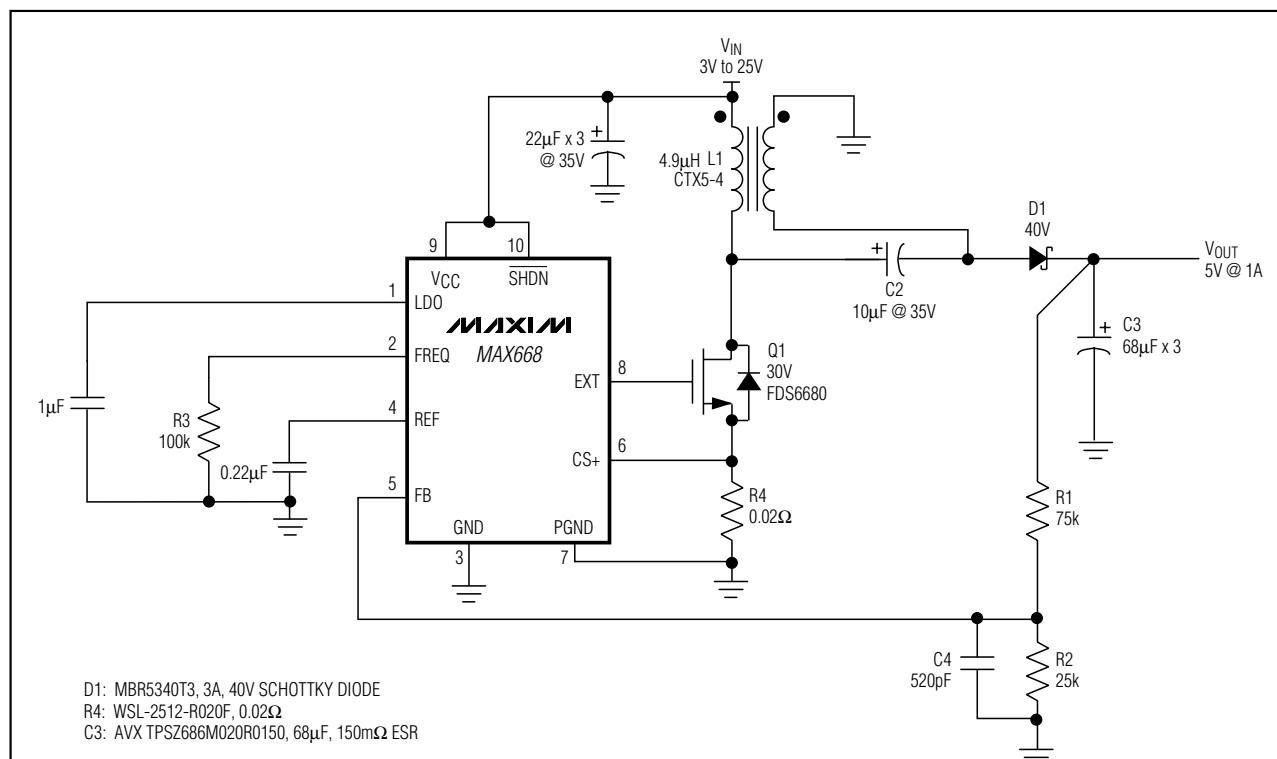 VIN
3V to 25V
22µF x 3
@ 35V
4.9µH
L1
CTX5-4
D1
40V
VOUT
5V @ 1A
9
10
VCC
SHDN
C2
10µF @ 35V
C3
68µF x 3
1
LDO
MAXIM
MAX668
2
FREQ
Q1
30V
FDS6680
8
EXT
1µF
R3
100k
4
REF
6
CS+
0.22µF
5
FB
R4
0.02Ω
R1
75k
GND
PGND
3
7
C4
520pF
R2
25k
D1: MBR5340T3, 3A, 40V SCHOTTKY DIODE
R4: WSL-2512-R020F, 0.02Ω
C3: AVX TPSZ686M020R0150, 68µF, 150mΩ ESR